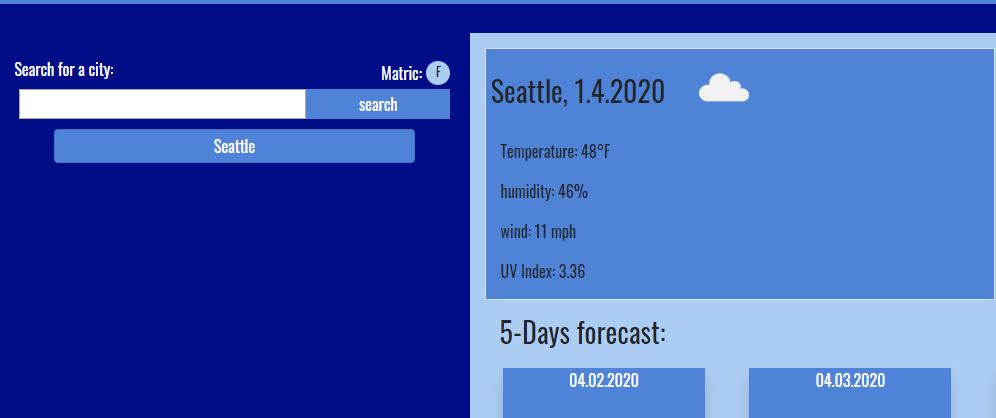 Search for a city:
Matric: F
search
Seattle
Seattle, 1.4.2020
Temperature: 48°F
humidity: 46%
wind: 11 mph
UV Index: 3.36
5-Days forecast:
04.02.2020
04.03.2020